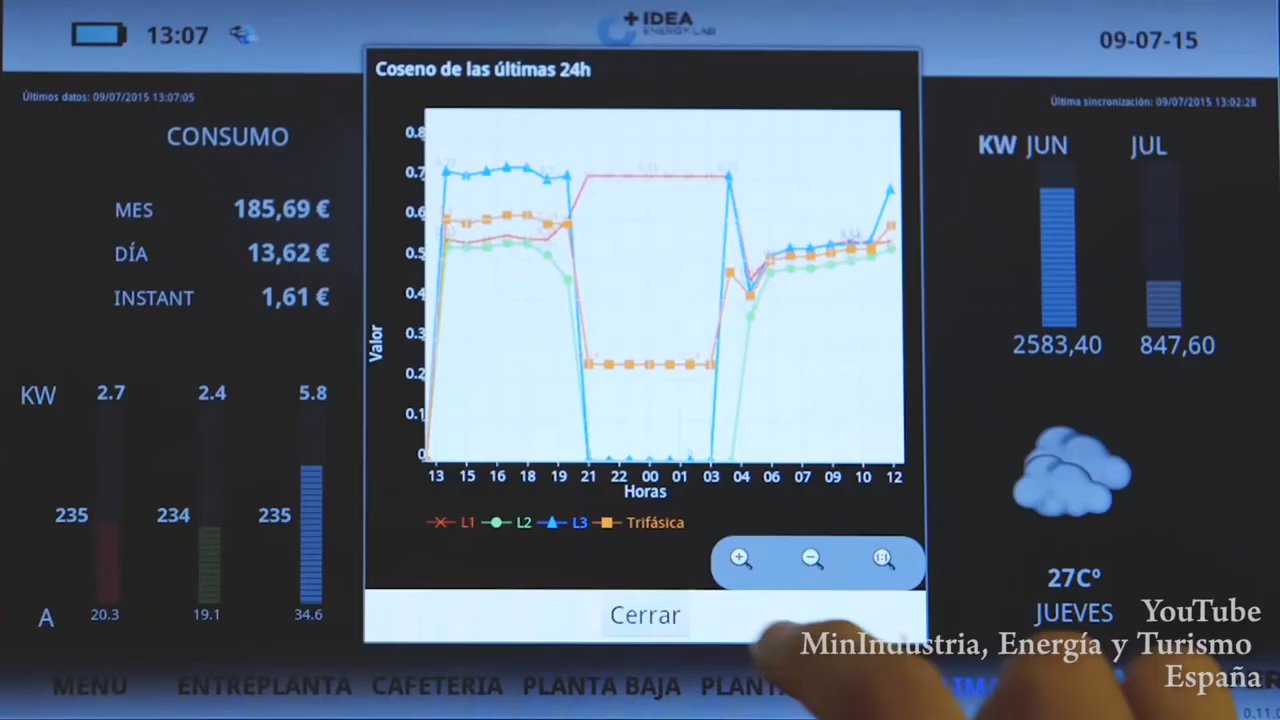 13:07
+IDEA
ENERGY LAB
09-07-15
Últimos datos: 09/07/2015 13:07:05
Última sincronización: 09/07/2015 13:02:28
CONSUMO
MES 185,69 €
DÍA 13,62 €
INSTANT 1,61 €
KW 2.7 2.4 5.8
235 234 235
A 20.3 19.1 34.6
Coseno de las últimas 24h
0.8
0.7
0.6
0.5
0.4
0.3
0.2
0.1
0
Valor
13 15 16 18 19 21 22 00 01 03 04 06 07 09 10 12
Horas
L1 L2 L3 Trifásica
1:1
Cerrar
KW JUN JUL
2583,40 847,60
27Cº
JUEVES
YouTube
MinIndustria, Energía y Turismo
España
MENU ENTREPLANTA CAFETERIA PLANTA BAJA